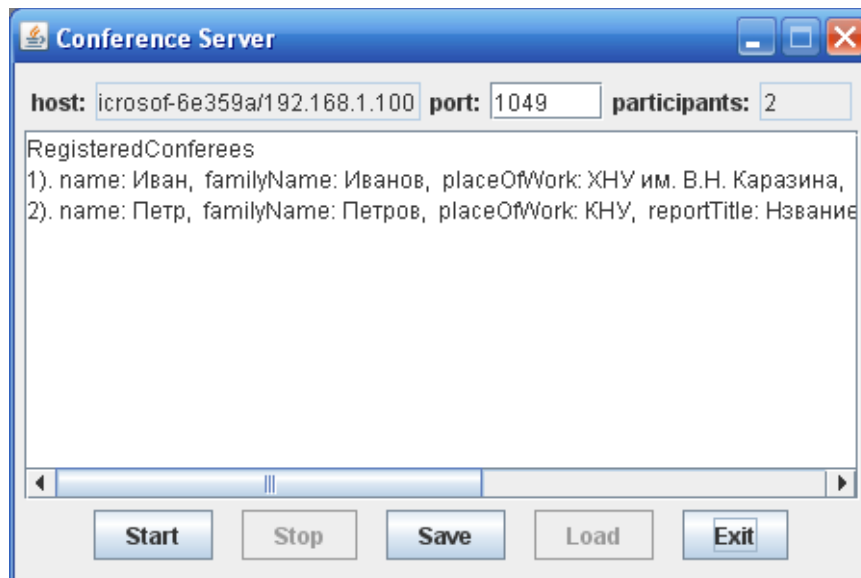 Conference Server
host: icrosof-6e359a/192.168.1.100 port: 1049 participants: 2
RegisteredConferees
1). name: Иван, familyName: Иванов, placeOfWork: ХНУ им. В.Н. Каразина,
2). name: Петр, familyName: Петров, placeOfWork: КНУ, reportTitle: Нзвание
Start Stop Save Load Exit